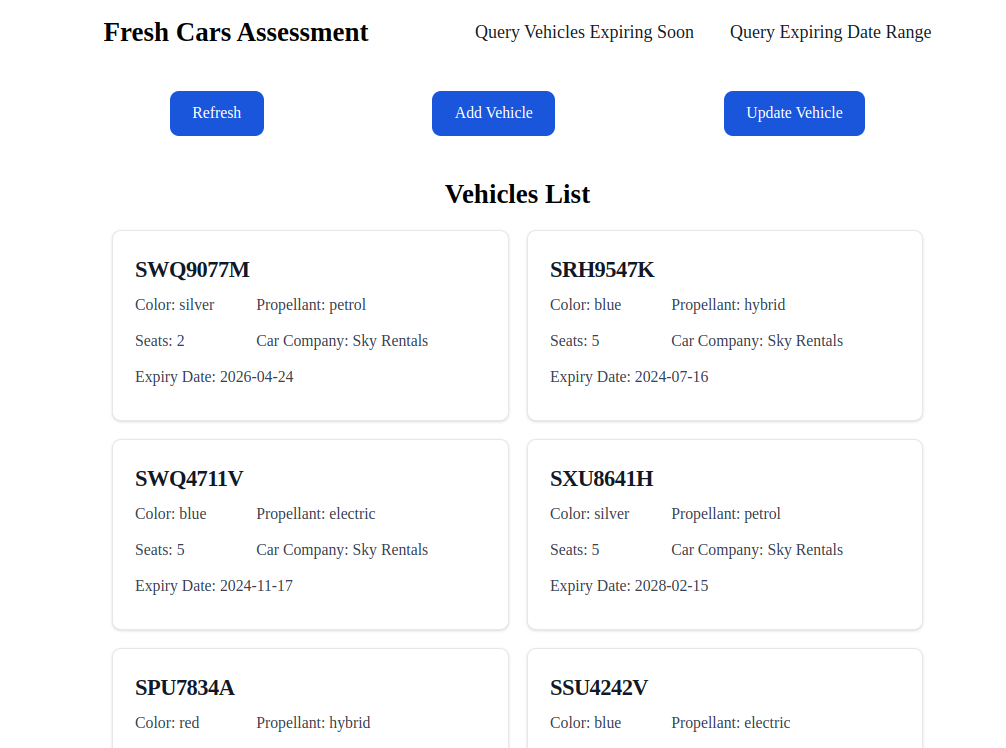 Fresh Cars Assessment
Query Vehicles Expiring Soon
Query Expiring Date Range
Refresh
Add Vehicle
Update Vehicle
Vehicles List
SWQ9077M
Color: silver
Propellant: petrol
Seats: 2
Car Company: Sky Rentals
Expiry Date: 2026-04-24
SRH9547K
Color: blue
Propellant: hybrid
Seats: 5
Car Company: Sky Rentals
Expiry Date: 2024-07-16
SWQ4711V
Color: blue
Propellant: electric
Seats: 5
Car Company: Sky Rentals
Expiry Date: 2024-11-17
SXU8641H
Color: silver
Propellant: petrol
Seats: 5
Car Company: Sky Rentals
Expiry Date: 2028-02-15
SPU7834A
Color: red
Propellant: hybrid
SSU4242V
Color: blue
Propellant: electric